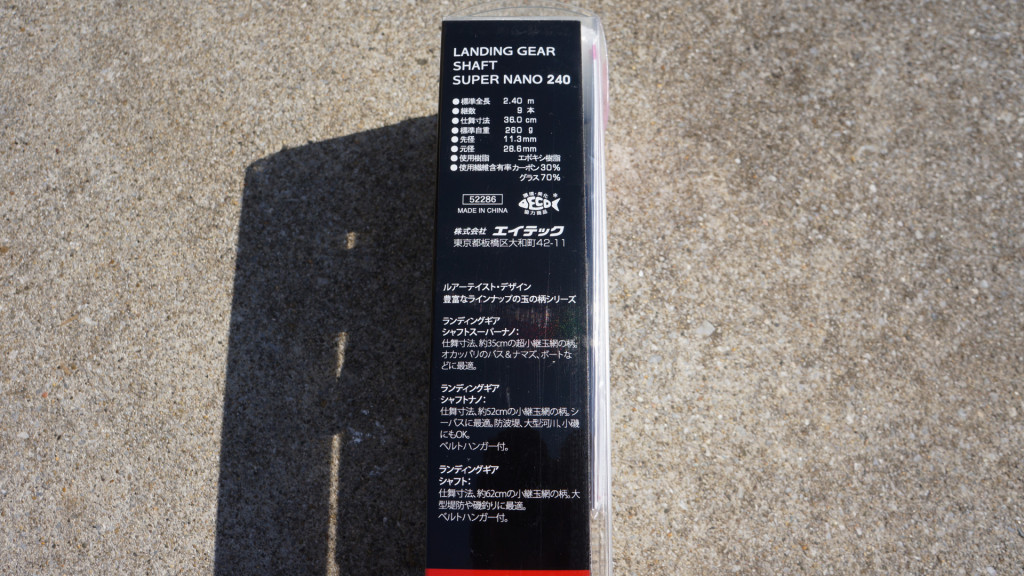 LANDING GEAR
SHAFT
SUPER NANO 240
●標準全長 2.40 m
●継数 9 本
●仕舞寸法 36.0 cm
●標準自重 260 g
●先径 11.3mm
●元径 28.6mm
●使用樹脂 エポキシ樹脂
●使用繊維含有率 カーボン30%
グラス70%
52286
MADE IN CHINA
ECO
株式会社 エイテック
東京都板橋区大和町42-11
ルアーテイスト・デザイン
豊富なラインナップの玉の柄シリーズ
ランディングギア
シャフトスーパーナノ:
仕舞寸法、約35cmの超小継玉網の柄。
オカッパリのバス&ナマズ、ボートな
どに最適。
ランディングギア
シャフトナノ:
仕舞寸法、約52cmの小継玉網の柄。シ
ーバスに最適。防波堤、大型河川、小磯
にもOK。
ベルトハンガー付。
ランディングギア
シャフト:
仕舞寸法、約62cmの小継玉網の柄。大
型堤防や磯釣りに最適。
ベルトハンガー付。